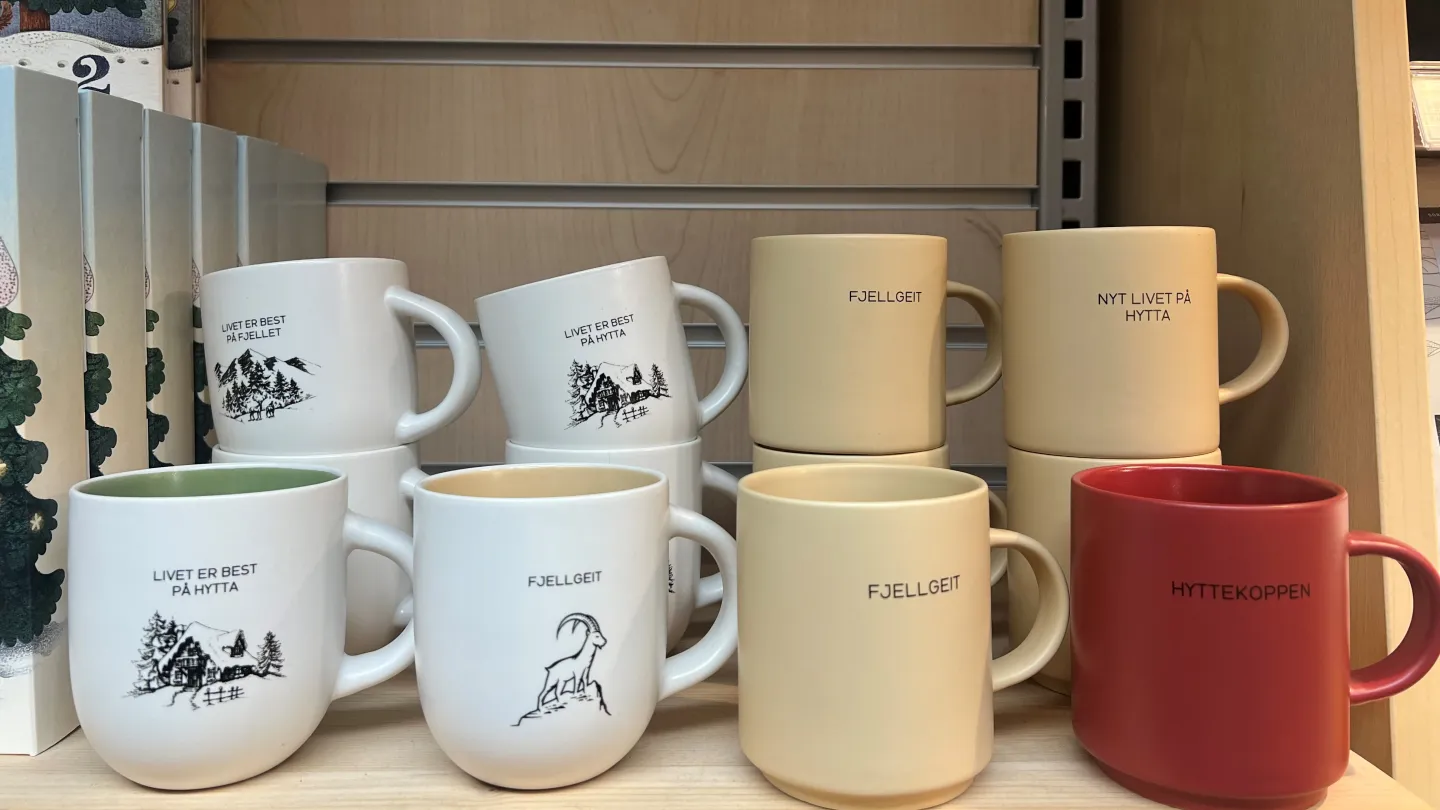 2
LIVET ER BEST
PÅ FJELLET
LIVET ER BEST
PÅ HYTTA
FJELLGEIT
NYT LIVET PÅ
HYTTA
LIVET ER BEST
PÅ HYTTA
FJELLGEIT
FJELLGEIT
HYTTEKOPPEN